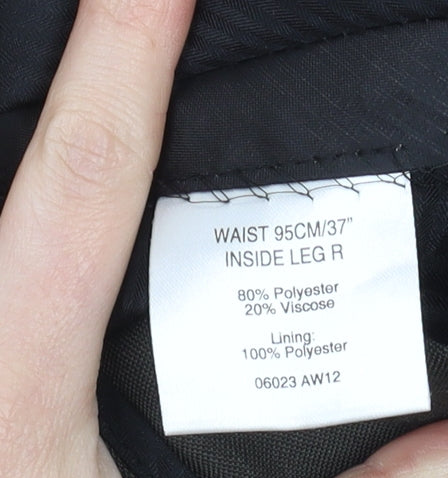 WAIST 95CM/37"
INSIDE LEG R
80% Polyester
20% Viscose
Lining:
100% Polyester
06023 AW12